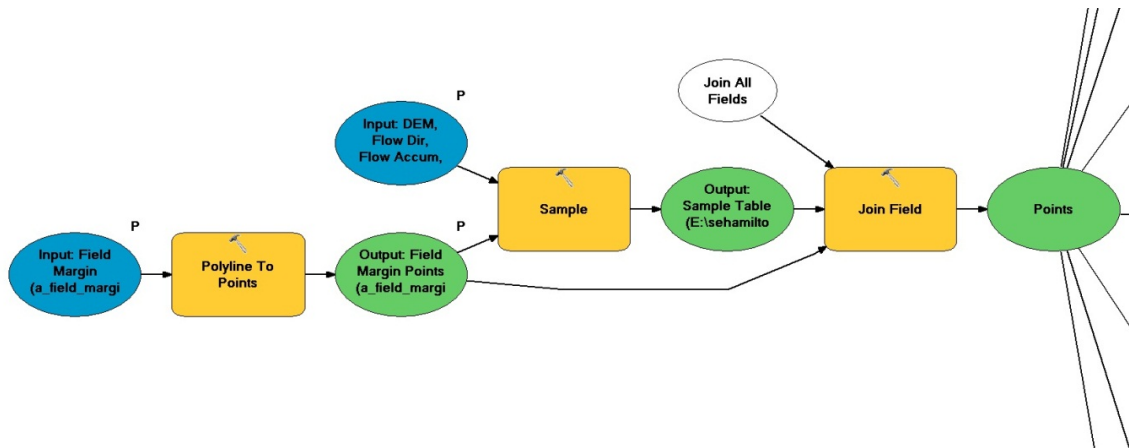 P
Input: Field
Margin
(a_field_margi
Polyline To
Points
P
Input: DEM,
Flow Dir,
Flow Accum,
P
Output: Field
Margin Points
(a_field_margi
Sample
Output:
Sample Table
(E:\sehamilto
Join All
Fields
Join Field
Points